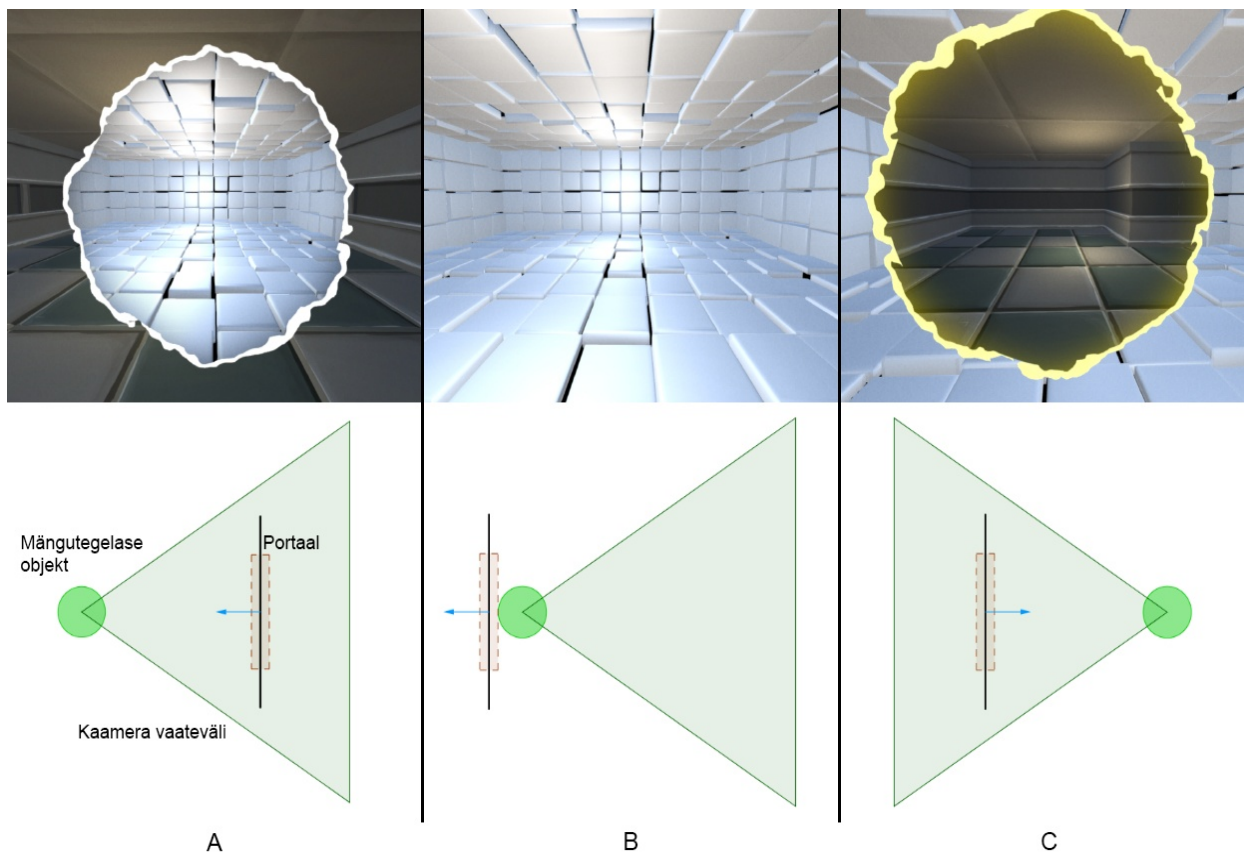 Mängutegelase
objekt
Portaal
Kaamera vaateväli
A
B
C